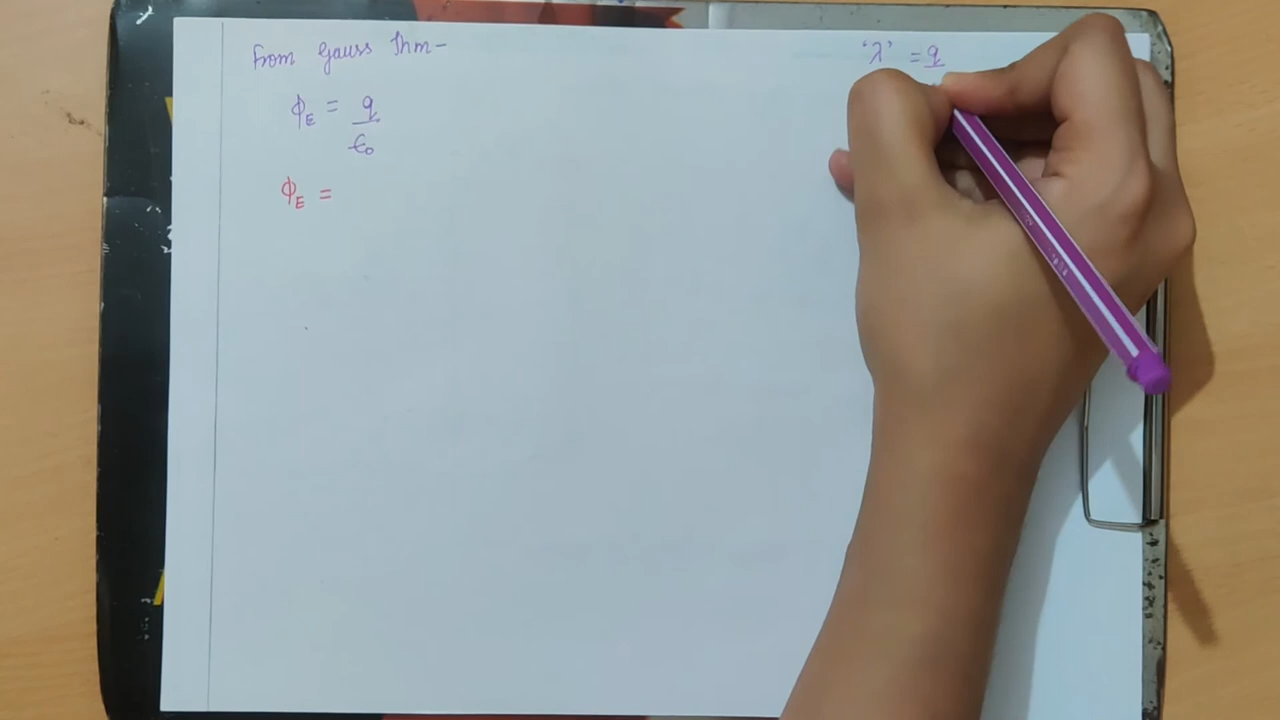 From Gauss Thm-
'λ' = q
ϕE = q
ϵ0
ϕE =